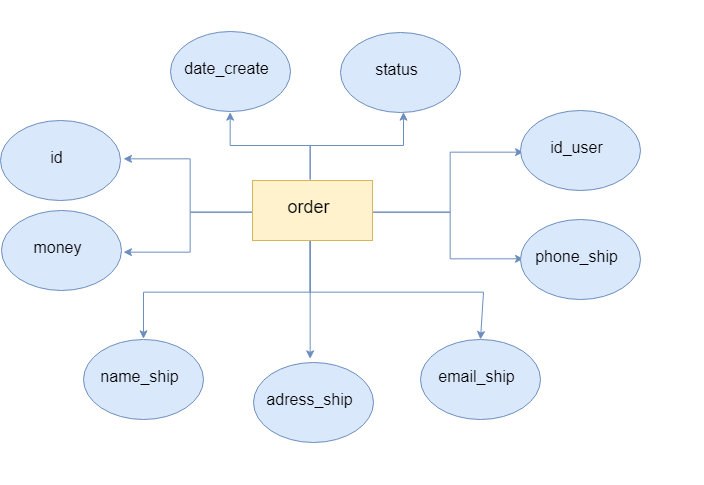 date_create
status
id
id_user
order
money
phone_ship
name_ship
adress_ship
email_ship